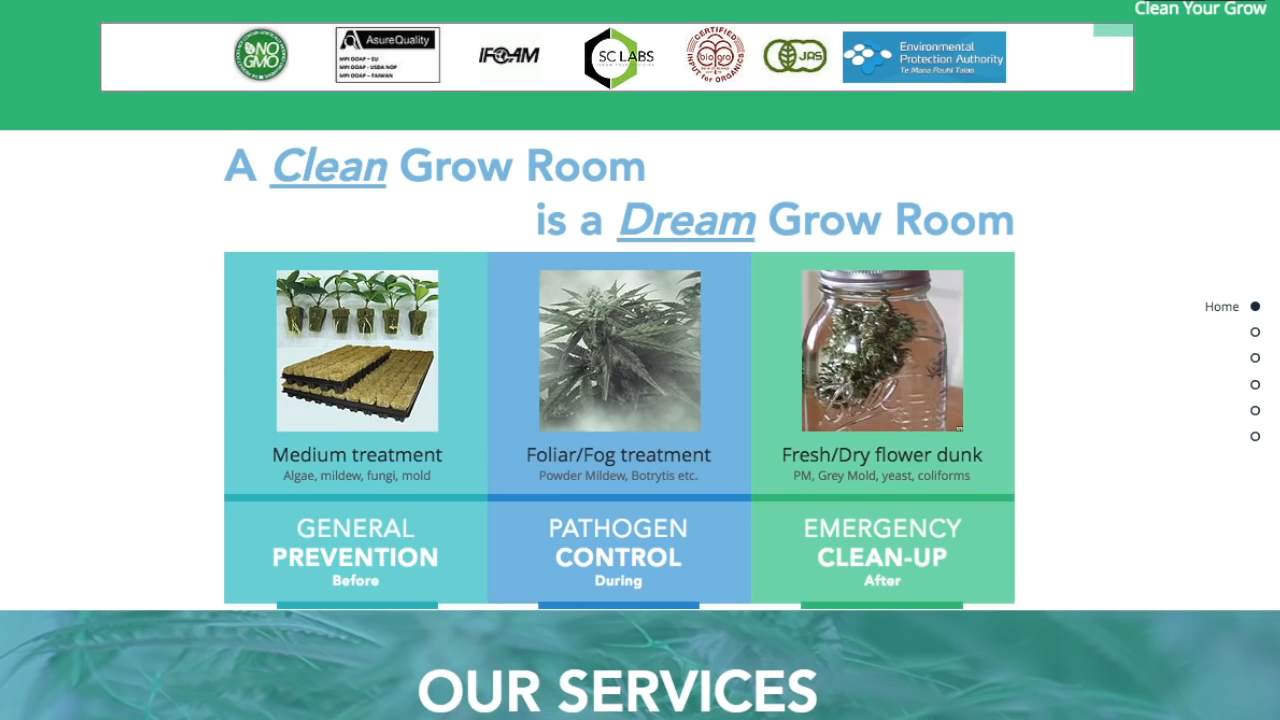 Clean Your Grow
NO
GMO
AsureQuality
MPI OOAP – EU
MPI OOAP – USDA NOP
MPI OOAP – TAIWAN
IFOAM
SC LABS
CERTIFIED
biogro
INPUT for ORGANICS
JAS
Environmental
Protection Authority
Te Mana Rauhī Taiao
A Clean Grow Room
is a Dream Grow Room
Home
Medium treatment
Algae, mildew, fungi, mold
Foliar/Fog treatment
Powder Mildew, Botrytis etc.
Fresh/Dry flower dunk
PM, Grey Mold, yeast, coliforms
GENERAL
PREVENTION
Before
PATHOGEN
CONTROL
During
EMERGENCY
CLEAN-UP
After
OUR SERVICES